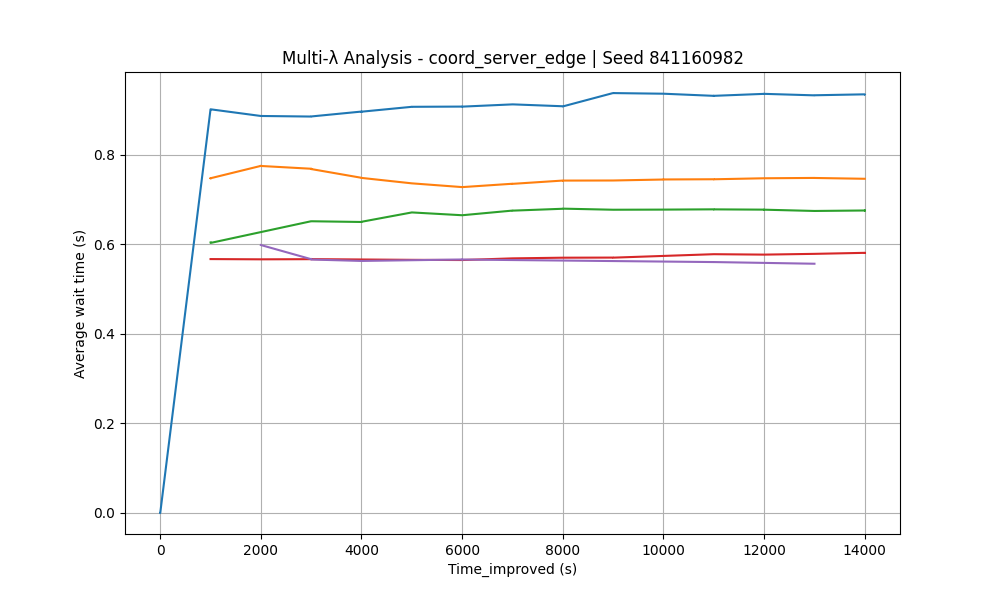 Multi-λ Analysis - coord_server_edge | Seed 841160982
Average wait time (s)
0.8
0.6
0.4
0.2
0.0
0 2000 4000 6000 8000 10000 12000 14000
Time_improved (s)